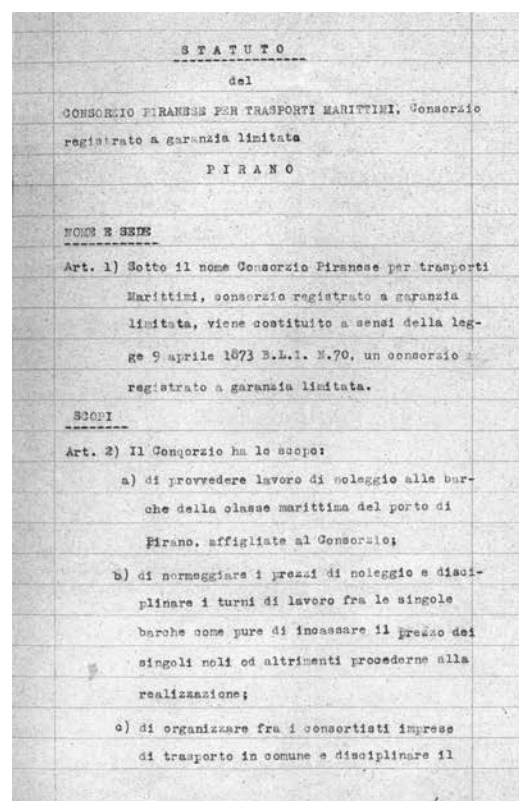 STATUTO
del
CONSORZIO PIRANESE PER TRASPORTI MARITTIMI, Consorzio
registrato a garanzia limitata
PIRANO
NOME E SEDE
Art. 1) Sotto il nome Consorzio Piranese per trasporti
Marittimi, consorzio registrato a garanzia
limitata, viene costituito a sensi della leg-
ge 9 aprile 1873 B.L.I. N.70, un consorzio
registrato a garanzia limitata.
SCOPI
Art. 2) Il Conqorzio ha lo scopo:
a) di provvedere lavoro di noleggio alle bar-
che della classe marittima del porto di
Pirano, affigliate al Consorzio;
b) di normeggiare i prezzi di noleggio e disci-
plinare i turni di lavoro fra le singole
barche come pure di incassare il prezzo dei
singoli noli od altrimenti procederne alla
realizzazione;
c) di organizzare fra i consortisti imprese
di trasporto in comune e disciplinare il